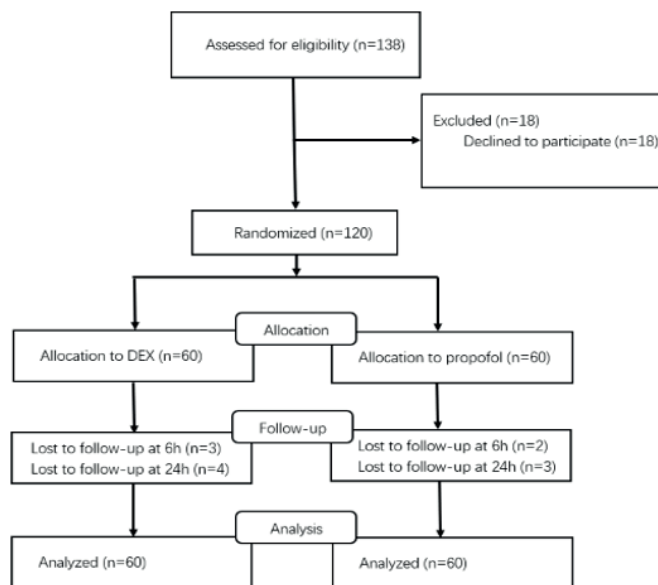 Assessed for eligibility (n=138)
Excluded (n=18)
Declined to participate (n=18)
Randomized (n=120)
Allocation
Allocation to DEX (n=60)
Allocation to propofol (n=60)
Follow-up
Lost to follow-up at 6h (n=3)
Lost to follow-up at 24h (n=4)
Lost to follow-up at 6h (n=2)
Lost to follow-up at 24h (n=3)
Analysis
Analyzed (n=60)
Analyzed (n=60)